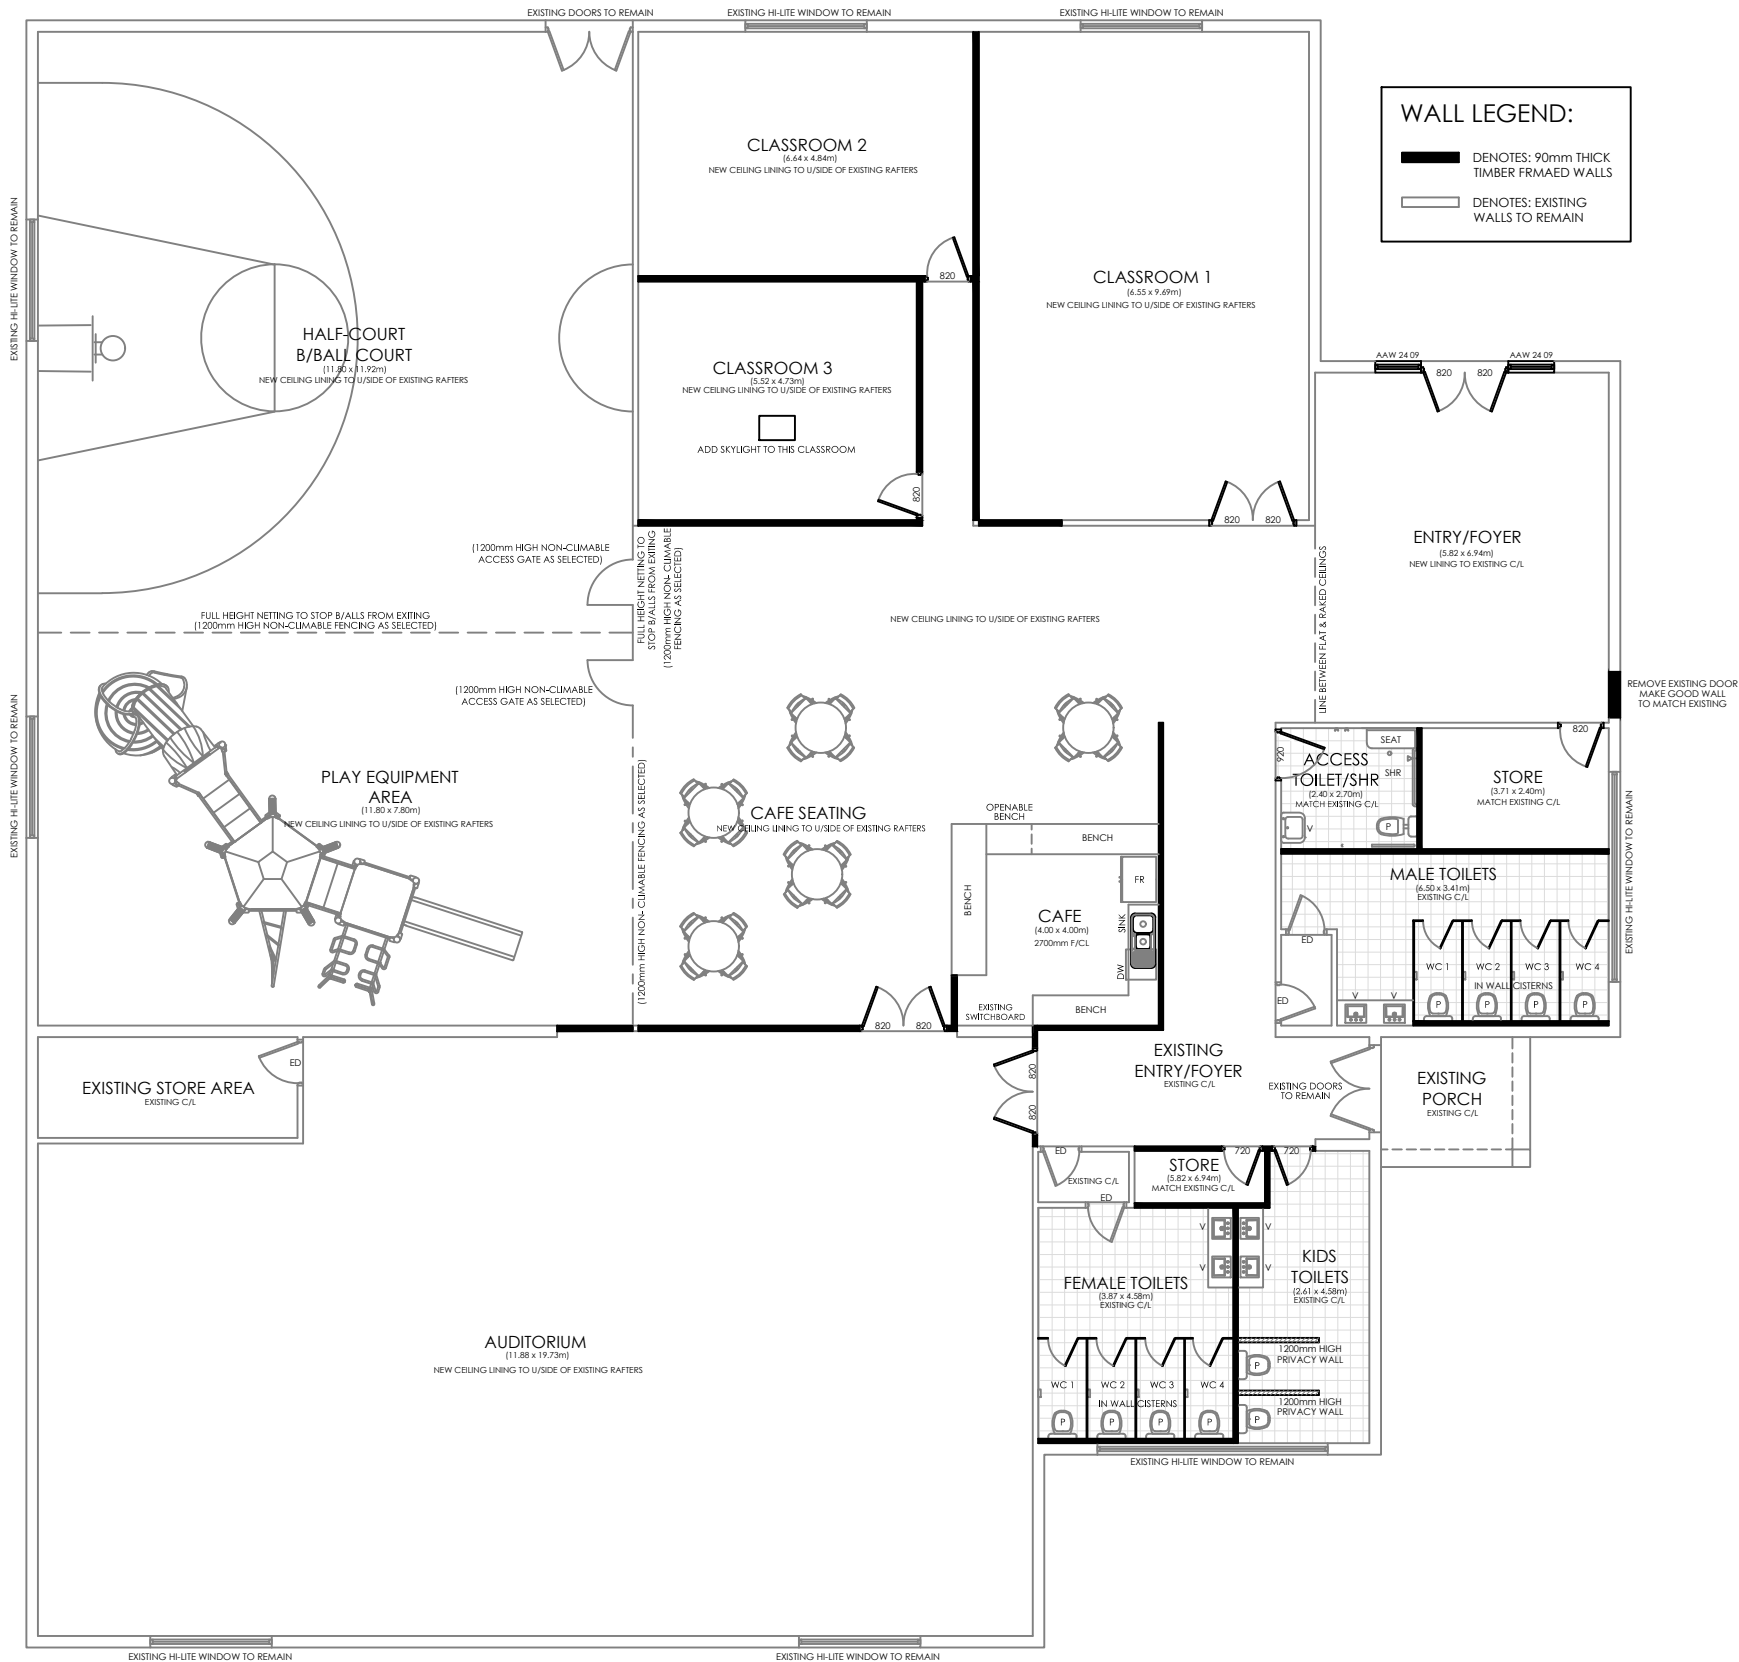 EXISTING DOORS TO REMAIN
EXISTING HI-LITE WINDOW TO REMAIN
EXISTING HI-LITE WINDOW TO REMAIN
WALL LEGEND:
DENOTES: 90mm THICK
TIMBER FRMAED WALLS
DENOTES: EXISTING
WALLS TO REMAIN
CLASSROOM 2
(6.64 x 4.84m)
NEW CEILING LINING TO U/SIDE OF EXISTING RAFTERS
820
CLASSROOM 1
(6.55 x 9.69m)
NEW CEILING LINING TO U/SIDE OF EXISTING RAFTERS
820
820
EXISTING HI-LITE WINDOW TO REMAIN
HALF-COURT
B/BALL COURT
(11.80 x 11.92m)
NEW CEILING LINING TO U/SIDE OF EXISTING RAFTERS
CLASSROOM 3
(5.52 x 4.73m)
NEW CEILING LINING TO U/SIDE OF EXISTING RAFTERS
ADD SKYLIGHT TO THIS CLASSROOM
820
AAW 24 09
AAW 24 09
820
820
ENTRY/FOYER
(5.82 x 6.94m)
NEW LINING TO EXISTING C/L
LINE BETWEEN FLAT & RAKED CEILINGS
(1200mm HIGH NON-CLIMABLE
ACCESS GATE AS SELECTED)
FULL HEIGHT NETTING TO
STOP B/ALLS FROM EXITING
(1200mm HIGH NON- CLIMABLE
FENCING AS SELECTED)
FULL HEIGHT NETTING TO STOP B/ALLS FROM EXITING
(1200mm HIGH NON-CLIMABLE FENCING AS SELECTED)
NEW CEILING LINING TO U/SIDE OF EXISTING RAFTERS
(1200mm HIGH NON-CLIMABLE
ACCESS GATE AS SELECTED)
REMOVE EXISTING DOOR
MAKE GOOD WALL
TO MATCH EXISTING
EXISTING HI-LITE WINDOW TO REMAIN
PLAY EQUIPMENT
AREA
(11.80 x 7.80m)
NEW CEILING LINING TO U/SIDE OF EXISTING RAFTERS
(1200mm HIGH NON- CLIMABLE FENCING AS SELECTED)
CAFE SEATING
NEW CEILING LINING TO U/SIDE OF EXISTING RAFTERS
OPENABLE
BENCH
BENCH
BENCH
FR
CAFE
(4.00 x 4.00m)
2700mm F/CL
SINK
DW
EXISTING
SWITCHBOARD
BENCH
820
820
920
ACCESS
TOILET/SHR
(2.40 x 2.70m)
MATCH EXISTING C/L
SEAT
SHR
V
P
820
STORE
(3.71 x 2.40m)
MATCH EXISTING C/L
EXISTING HI-LITE WINDOW TO REMAIN
MALE TOILETS
(6.50 x 3.41m)
EXISTING C/L
ED
ED
WC 1
WC 2
WC 3
WC 4
IN WALL CISTERNS
V
V
P
P
P
P
EXISTING STORE AREA
EXISTING C/L
ED
820
820
EXISTING
ENTRY/FOYER
EXISTING C/L
EXISTING DOORS
TO REMAIN
EXISTING
PORCH
EXISTING C/L
ED
EXISTING C/L
ED
STORE
(5.82 x 6.94m)
MATCH EXISTING C/L
720
720
V
V
V
V
FEMALE TOILETS
(3.87 x 4.58m)
EXISTING C/L
KIDS
TOILETS
(2.61 x 4.58m)
EXISTING C/L
1200mm HIGH
PRIVACY WALL
P
1200mm HIGH
PRIVACY WALL
P
WC 1
WC 2
WC 3
WC 4
IN WALL CISTERNS
P
P
P
P
EXISTING HI-LITE WINDOW TO REMAIN
AUDITORIUM
(11.88 x 19.73m)
NEW CEILING LINING TO U/SIDE OF EXISTING RAFTERS
EXISTING HI-LITE WINDOW TO REMAIN
EXISTING HI-LITE WINDOW TO REMAIN